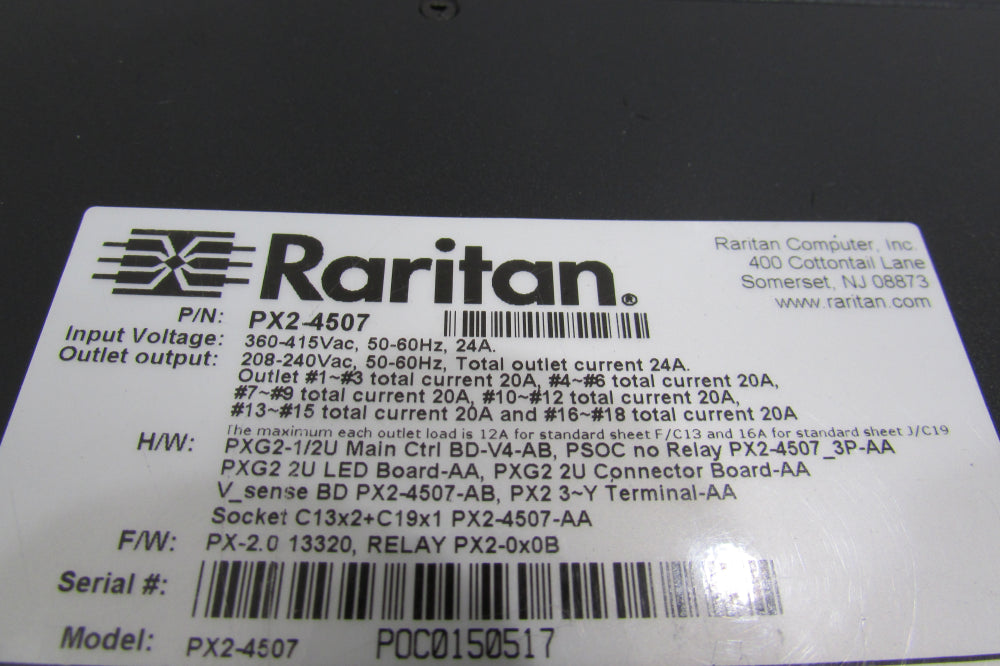 Raritan®
Raritan Computer, Inc.
400 Cottontail Lane
Somerset, NJ 08873
www.raritan.com
P/N: PX2-4507
Input Voltage: 360-415Vac, 50-60Hz, 24A.
Outlet output: 208-240Vac, 50-60Hz, Total outlet current 24A.
Outlet #1~#3 total current 20A, #4~#6 total current 20A,
#7~#9 total current 20A, #10~#12 total current 20A,
#13~#15 total current 20A and #16~#18 total current 20A
The maximum each outlet load is 12A for standard sheet F/C13 and 16A for standard sheet J/C19
H/W: PXG2-1/2U Main Ctrl BD-V4-AB, PSOC no Relay PX2-4507_3P-AA
PXG2 2U LED Board-AA, PXG2 2U Connector Board-AA
V_sense BD PX2-4507-AB, PX2 3~Y Terminal-AA
Socket C13x2+C19x1 PX2-4507-AA
F/W: PX-2.0 13320, RELAY PX2-0x0B
Serial #:
Model: PX2-4507 POC0150517